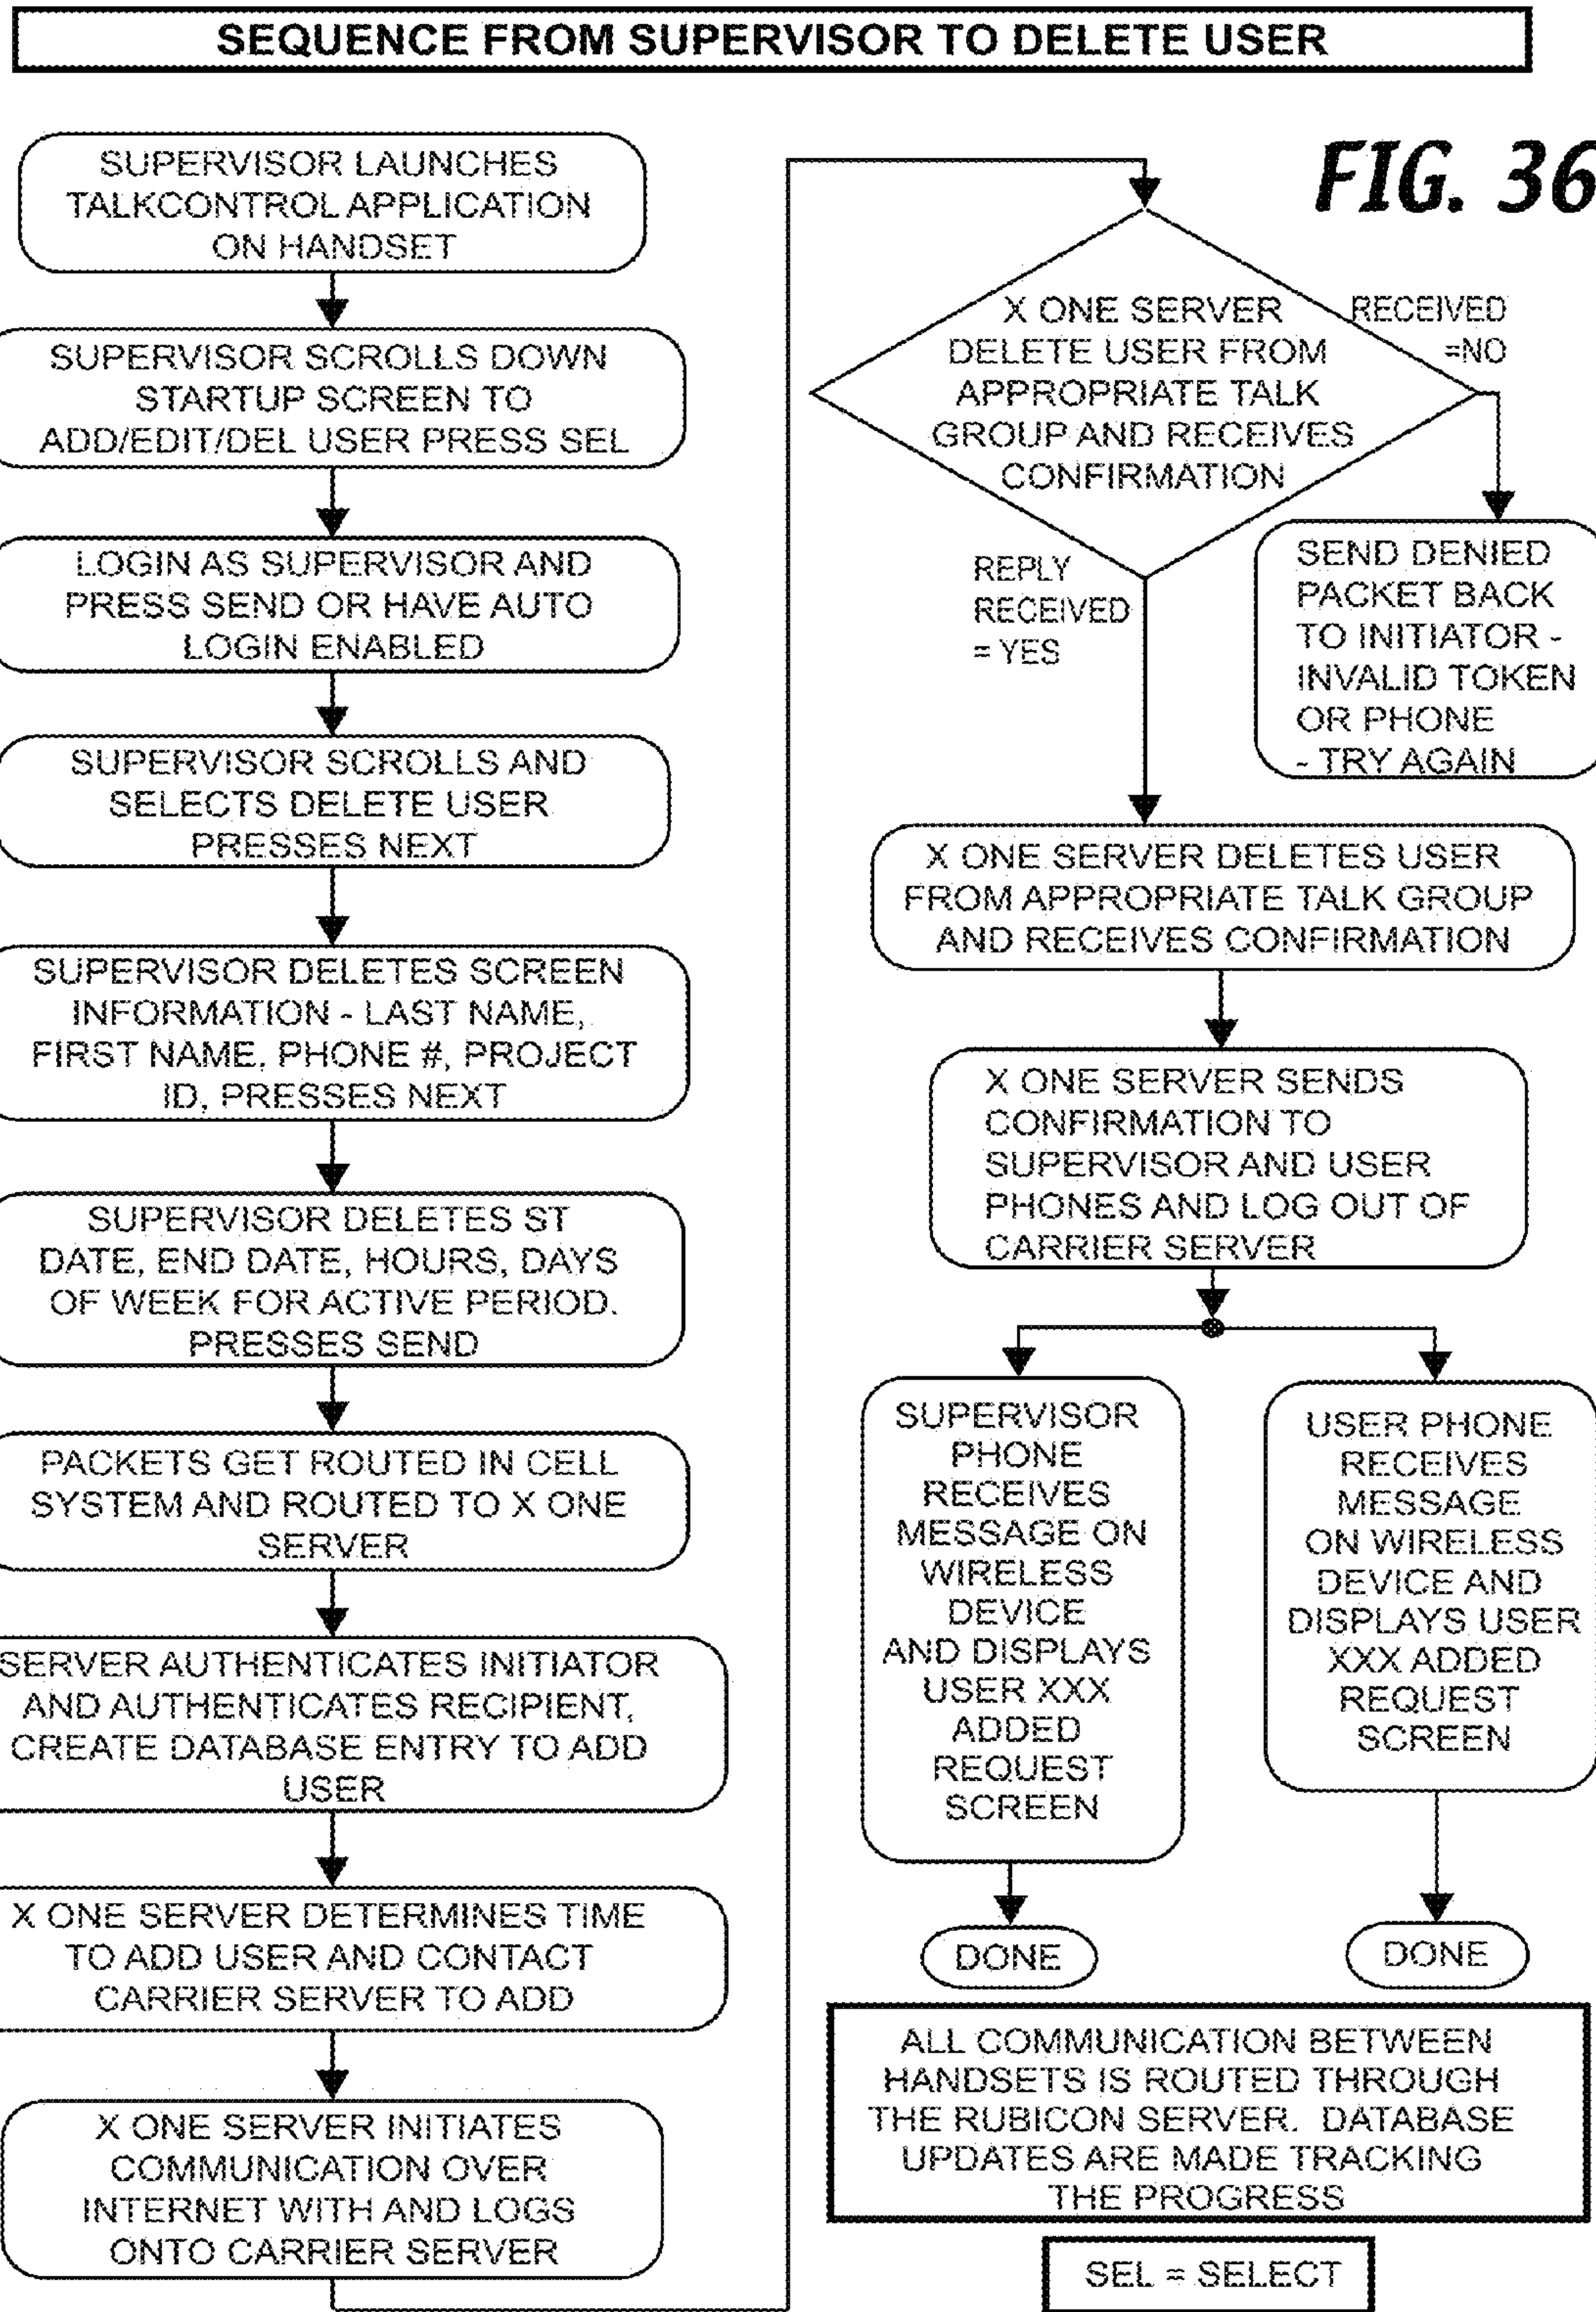 SEQUENCE FROM SUPERVISOR TO DELETE USER
FIG. 36
SUPERVISOR LAUNCHES
TALKCONTROL APPLICATION
ON HANDSET
SUPERVISOR SCROLLS DOWN
STARTUP SCREEN TO
ADD/EDIT/DEL USER PRESS SEL
LOGIN AS SUPERVISOR AND
PRESS SEND OR HAVE AUTO
LOGIN ENABLED
SUPERVISOR SCROLLS AND
SELECTS DELETE USER
PRESSES NEXT
SUPERVISOR DELETES SCREEN
INFORMATION - LAST NAME,
FIRST NAME, PHONE #, PROJECT
ID, PRESSES NEXT
SUPERVISOR DELETES ST
DATE, END DATE, HOURS, DAYS
OF WEEK FOR ACTIVE PERIOD.
PRESSES SEND
PACKETS GET ROUTED IN CELL
SYSTEM AND ROUTED TO X ONE
SERVER
SERVER AUTHENTICATES INITIATOR
AND AUTHENTICATES RECIPIENT,
CREATE DATABASE ENTRY TO ADD
USER
X ONE SERVER DETERMINES TIME
TO ADD USER AND CONTACT
CARRIER SERVER TO ADD
X ONE SERVER INITIATES
COMMUNICATION OVER
INTERNET WITH AND LOGS
ONTO CARRIER SERVER
X ONE SERVER
DELETE USER FROM
APPROPRIATE TALK
GROUP AND RECEIVES
CONFIRMATION
RECEIVED
=NO
SEND DENIED
PACKET BACK
TO INITIATOR -
INVALID TOKEN
OR PHONE
- TRY AGAIN
REPLY
RECEIVED
= YES
X ONE SERVER DELETES USER
FROM APPROPRIATE TALK GROUP
AND RECEIVES CONFIRMATION
X ONE SERVER SENDS
CONFIRMATION TO
SUPERVISOR AND USER
PHONES AND LOG OUT OF
CARRIER SERVER
SUPERVISOR
PHONE
RECEIVES
MESSAGE ON
WIRELESS
DEVICE
AND DISPLAYS
USER XXX
ADDED
REQUEST
SCREEN
DONE
USER PHONE
RECEIVES
MESSAGE
ON WIRELESS
DEVICE AND
DISPLAYS USER
XXX ADDED
REQUEST
SCREEN
DONE
ALL COMMUNICATION BETWEEN
HANDSETS IS ROUTED THROUGH
THE RUBICON SERVER. DATABASE
UPDATES ARE MADE TRACKING
THE PROGRESS
SEL = SELECT